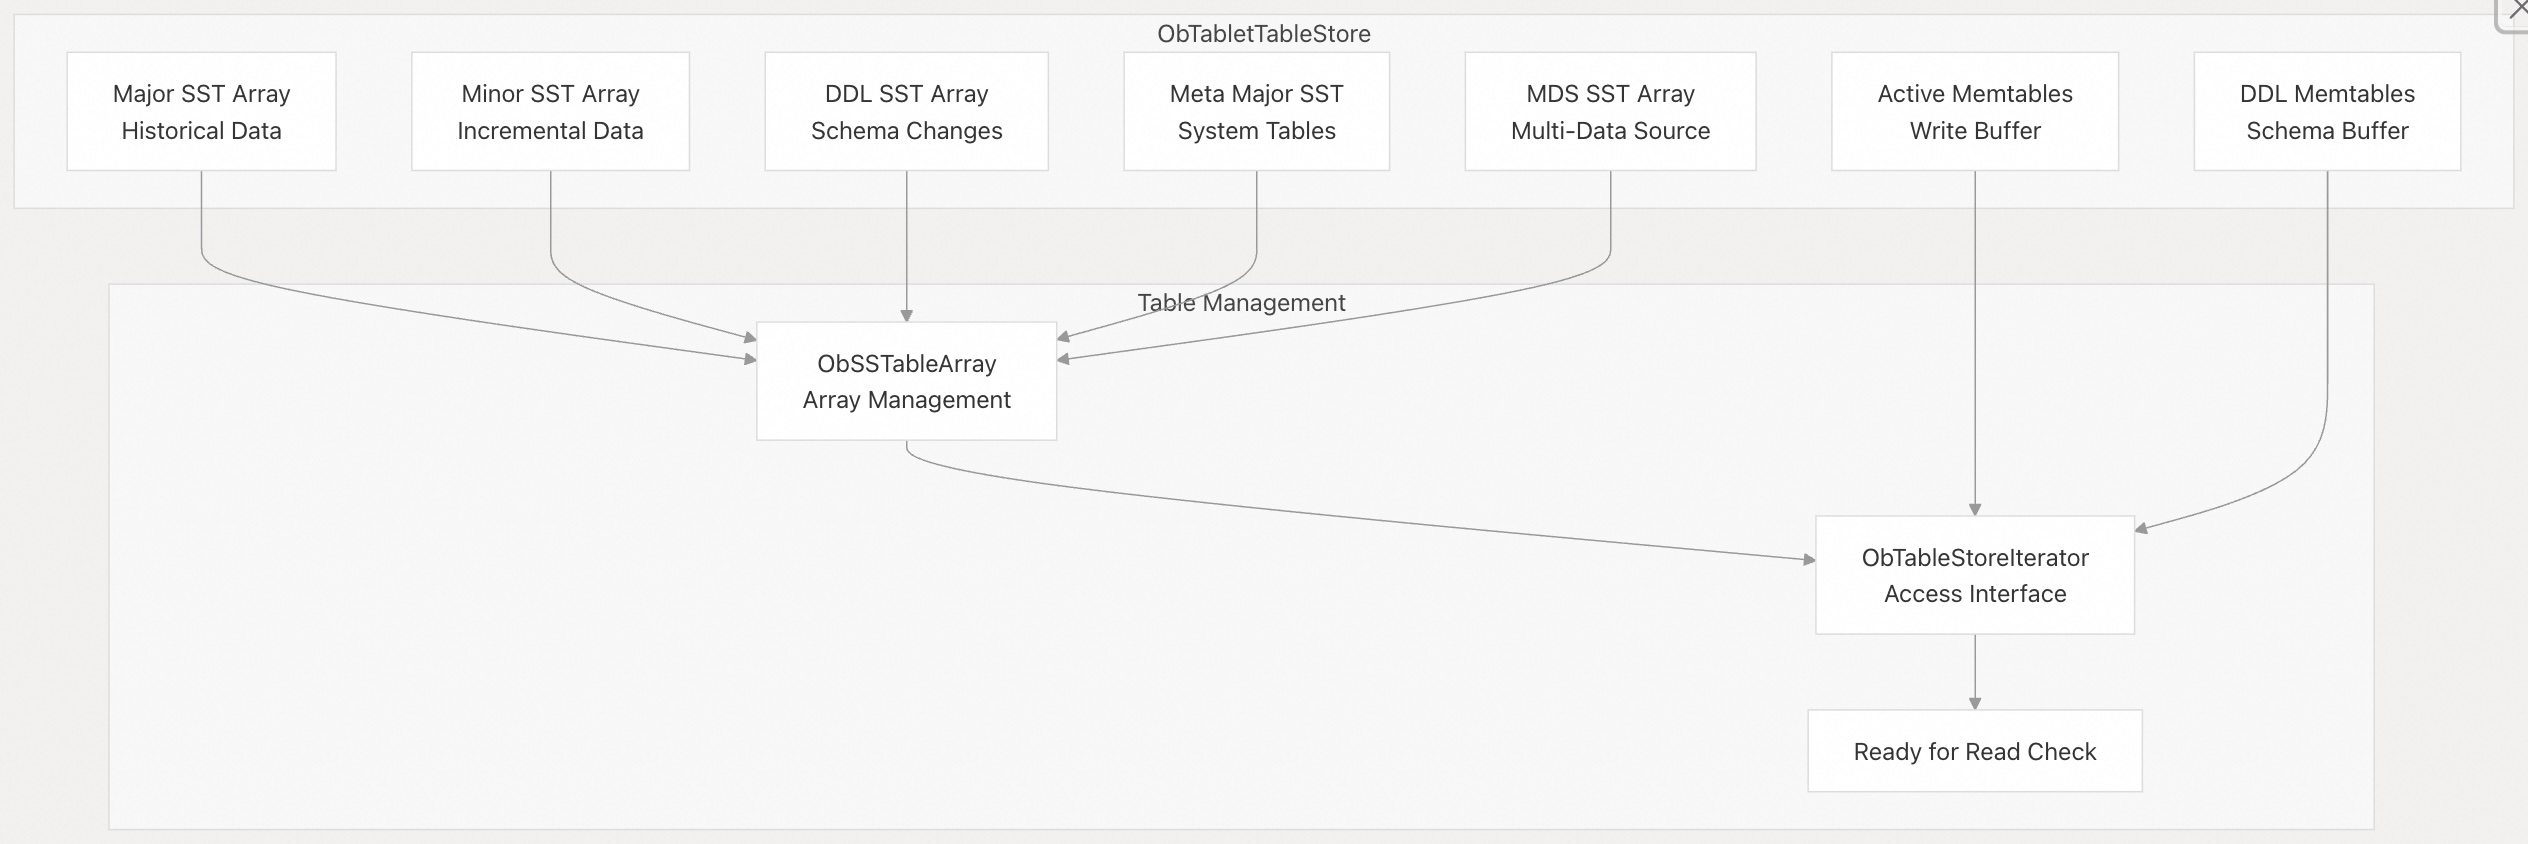 ObTabletTableStore
Major SST Array
Historical Data
Minor SST Array
Incremental Data
DDL SST Array
Schema Changes
Meta Major SST
System Tables
MDS SST Array
Multi-Data Source
Active Memtables
Write Buffer
DDL Memtables
Schema Buffer
Table Management
ObSSTableArray
Array Management
ObTableStoreIterator
Access Interface
Ready for Read Check